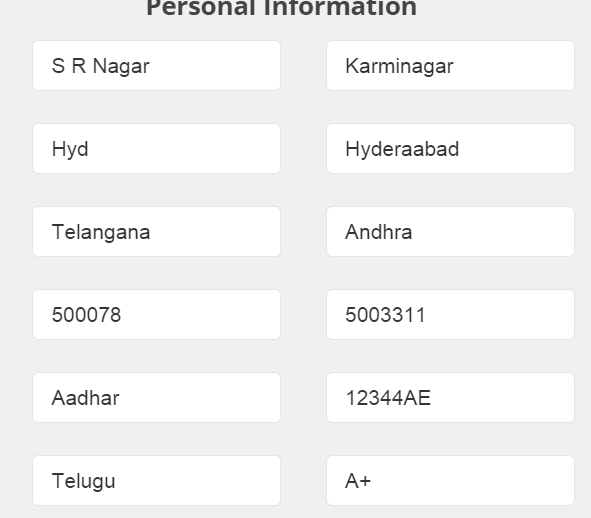 Personal Information
S R Nagar
Karminagar
Hyd
Hyderaabad
Telangana
Andhra
500078
5003311
Aadhar
12344AE
Telugu
A+